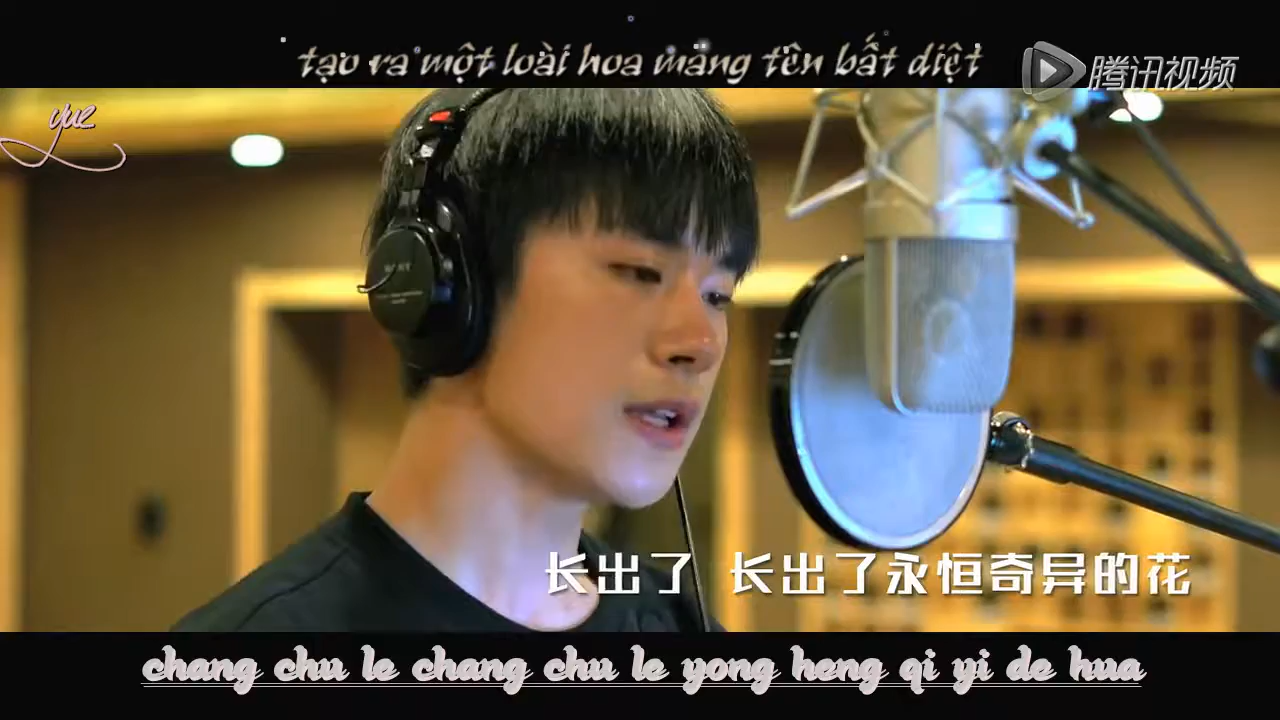 tạo ra một loài hoa mang tên bất diệt
腾讯视频
yue
长出了 长出了永恒奇异的花
chang chu le chang chu le yong heng qi yi de hua